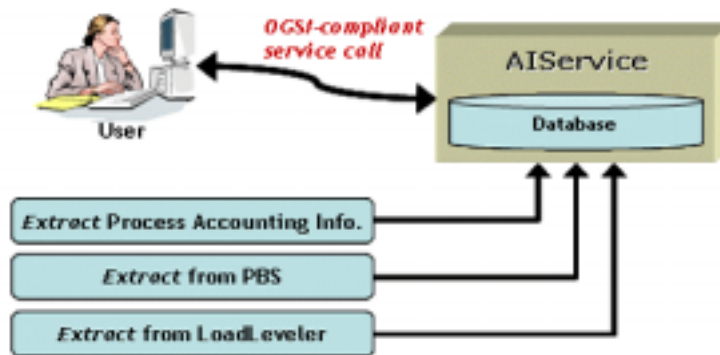 OGSI-compliant
service call
AIService
User
Database
Extract Process Accounting Info.
Extract from PBS
Extract from LoadLeveler